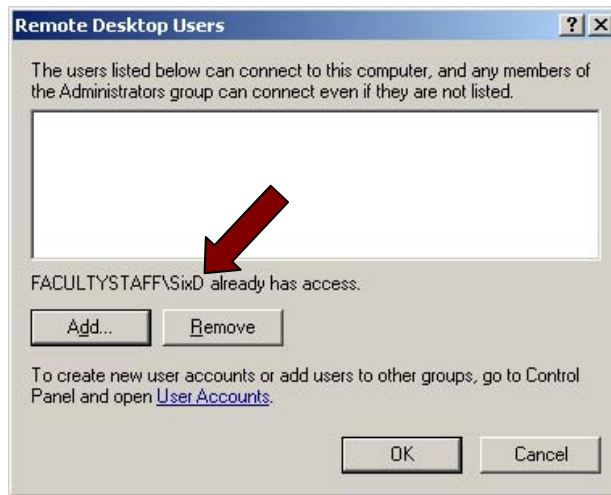 Remote Desktop Users
The users listed below can connect to this computer, and any members of
the Administrators group can connect even if they are not listed.
FACULTYSTAFF\SixD already has access.
Add... Remove
To create new user accounts or add users to other groups, go to Control
Panel and open User Accounts.
OK Cancel